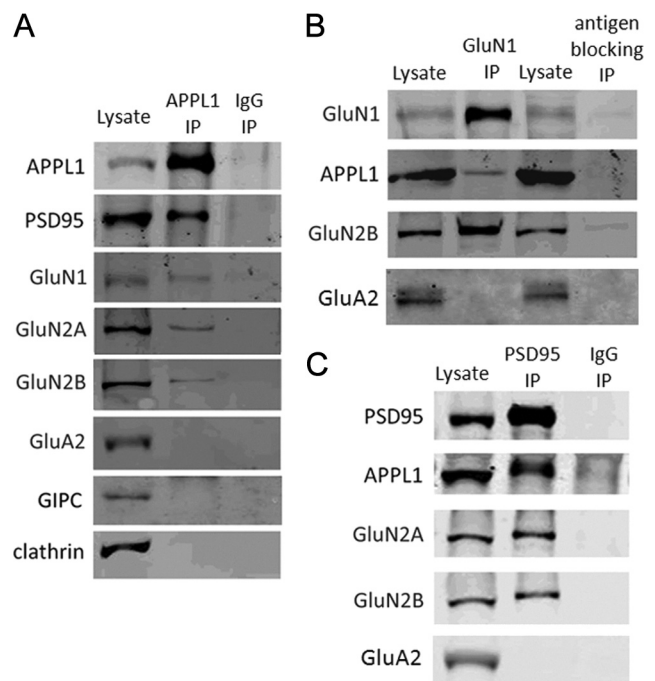 A
Lysate APPL1 IP IgG IP
APPL1
PSD95
GluN1
GluN2A
GluN2B
GluA2
GIPC
clathrin
B
Lysate GluN1 IP Lysate antigen blocking IP
GluN1
APPL1
GluN2B
GluA2
C
Lysate PSD95 IP IgG IP
PSD95
APPL1
GluN2A
GluN2B
GluA2